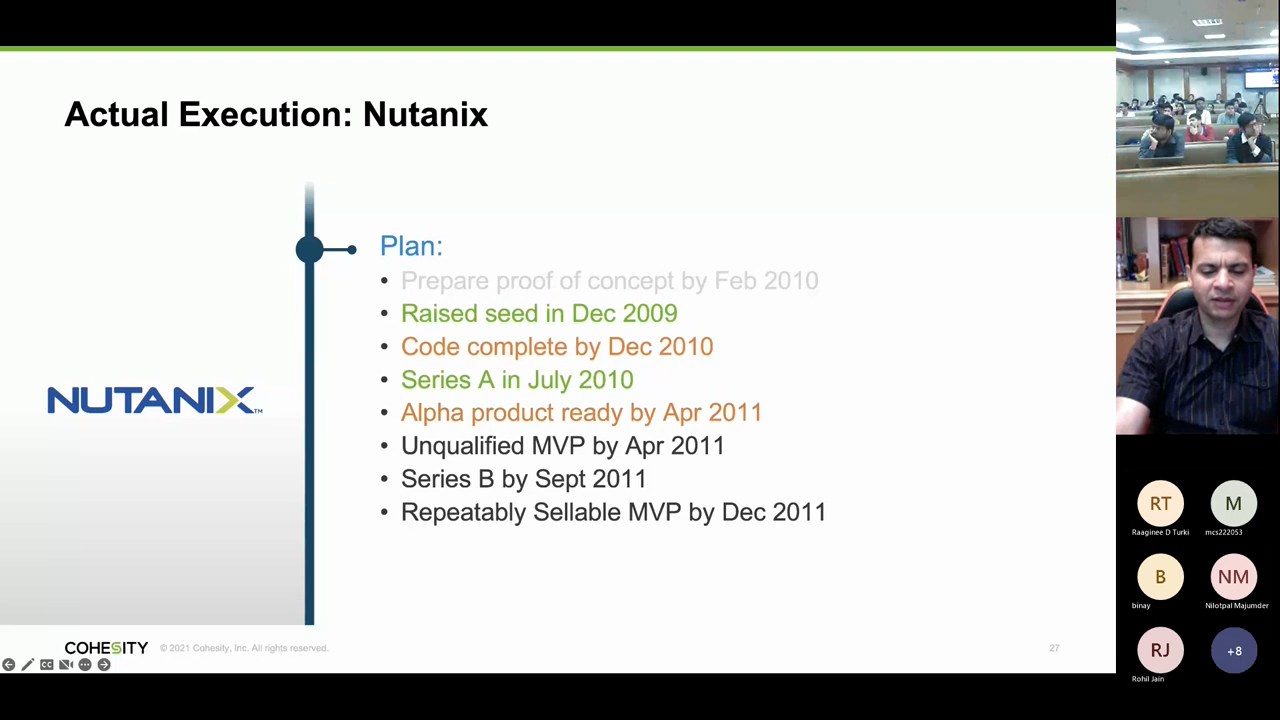 Actual Execution: Nutanix
Plan:
• Prepare proof of concept by Feb 2010
• Raised seed in Dec 2009
• Code complete by Dec 2010
• Series A in July 2010
• Alpha product ready by Apr 2011
• Unqualified MVP by Apr 2011
• Series B by Sept 2011
• Repeatably Sellable MVP by Dec 2011
NUTANIX™
COHESITY © 2021 Cohesity, Inc. All rights reserved.
27
CC
RT
M
Raaginee D Turki
mcs222053
B
NM
binay
Nilotpal Majumder
RJ
+8
Rohil Jain